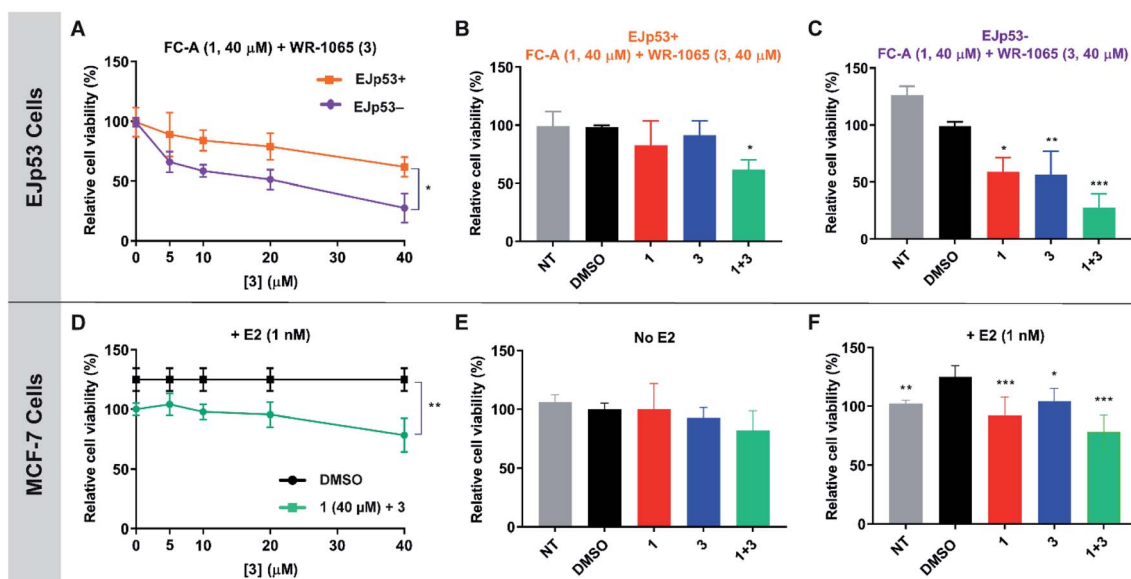 EJp53 Cells
A
FC-A (1, 40 μM) + WR-1065 (3)
EJp53+
EJp53–
Relative cell viability (%)
150
100
50
0
*
0 5 10 20 30 40
[3] (μM)
B
EJp53+
FC-A (1, 40 μM) + WR-1065 (3, 40 μM)
Relative cell viability (%)
150
100
50
0
*
NT DMSO 1 3 1+3
C
EJp53-
FC-A (1, 40 μM) + WR-1065 (3, 40 μM)
Relative cell viability (%)
150
100
50
0
* ** ***
NT DMSO 1 3 1+3
MCF-7 Cells
D
+ E2 (1 nM)
Relative cell viability (%)
150
100
50
0
**
DMSO
1 (40 μM) + 3
0 5 10 20 30 40
[3] (μM)
E
No E2
Relative cell viability (%)
150
100
50
0
NT DMSO 1 3 1+3
F
+ E2 (1 nM)
Relative cell viability (%)
150
100
50
0
** *** * ***
NT DMSO 1 3 1+3